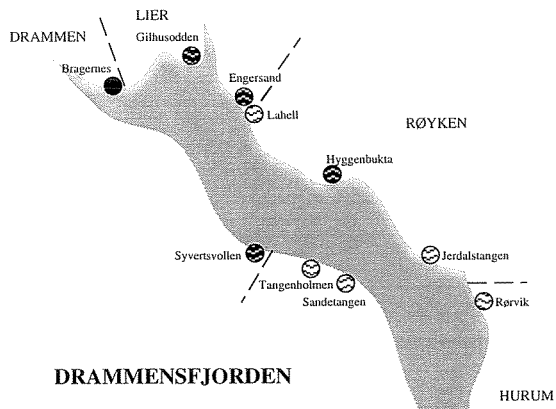 LIER
DRAMMEN
Gilhusodden
Bragernes
Engersand
Lahell
RØYKEN
Hyggenbukta
Syvertsvollen
Jerdalstangen
Tangenholmen
Sandetangen
Rørvik
DRAMMENSFJORDEN
HURUM